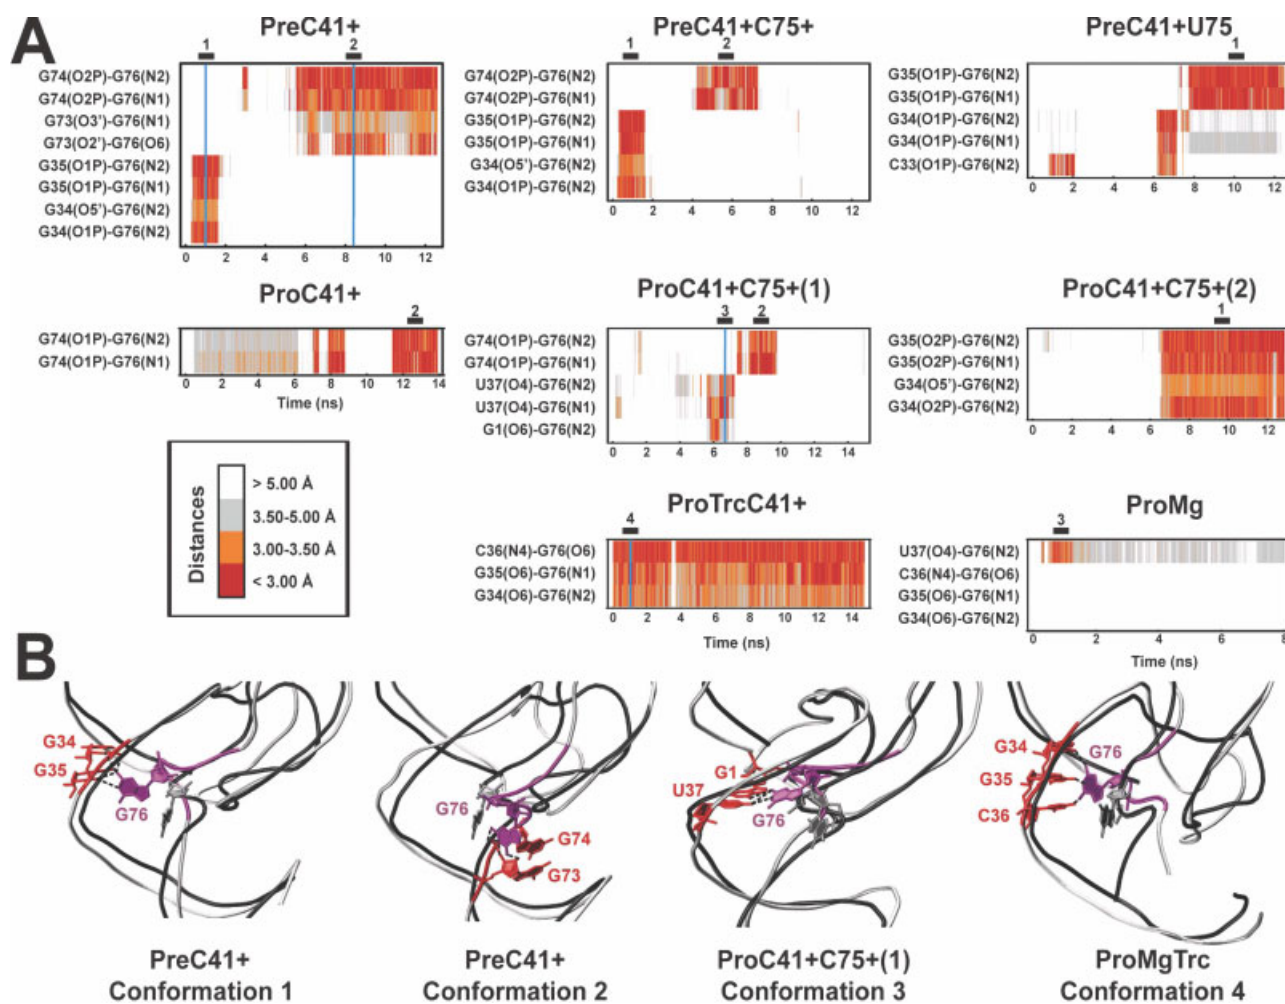 A
PreC41+
1
2
G74(O2P)-G76(N2)
G74(O2P)-G76(N1)
G73(O3')-G76(N1)
G73(O2')-G76(O6)
G35(O1P)-G76(N2)
G35(O1P)-G76(N1)
G34(O5')-G76(N2)
G34(O1P)-G76(N2)
0 2 4 6 8 10 12
PreC41+C75+
1
2
G74(O2P)-G76(N2)
G74(O2P)-G76(N1)
G35(O1P)-G76(N2)
G35(O1P)-G76(N1)
G34(O5')-G76(N2)
G34(O1P)-G76(N2)
0 2 4 6 8 10 12
PreC41+U75
1
G35(O1P)-G76(N2)
G35(O1P)-G76(N1)
G34(O1P)-G76(N2)
G34(O1P)-G76(N1)
C33(O1P)-G76(N2)
0 2 4 6 8 10 12
ProC41+
2
G74(O1P)-G76(N2)
G74(O1P)-G76(N1)
0 2 4 6 8 10 12 14
Time (ns)
ProC41+C75+(1)
3
2
G74(O1P)-G76(N2)
G74(O1P)-G76(N1)
U37(O4)-G76(N2)
U37(O4)-G76(N1)
G1(O6)-G76(N2)
0 2 4 6 8 10 12 14
ProC41+C75+(2)
1
G35(O2P)-G76(N2)
G35(O2P)-G76(N1)
G34(O5')-G76(N2)
G34(O2P)-G76(N2)
0 2 4 6 8 10 12
Distances
> 5.00 Å
3.50-5.00 Å
3.00-3.50 Å
< 3.00 Å
ProTrcC41+
4
C36(N4)-G76(O6)
G35(O6)-G76(N1)
G34(O6)-G76(N2)
0 2 4 6 8 10 12 14
Time (ns)
ProMg
3
U37(O4)-G76(N2)
C36(N4)-G76(O6)
G35(O6)-G76(N1)
G34(O6)-G76(N2)
0 2 4 6 8
Time (ns)
B
G34
G35
G76
PreC41+
Conformation 1
G76
G74
G73
PreC41+
Conformation 2
G1
U37
G76
ProC41+C75+(1)
Conformation 3
G34
G76
G35
C36
ProMgTrc
Conformation 4